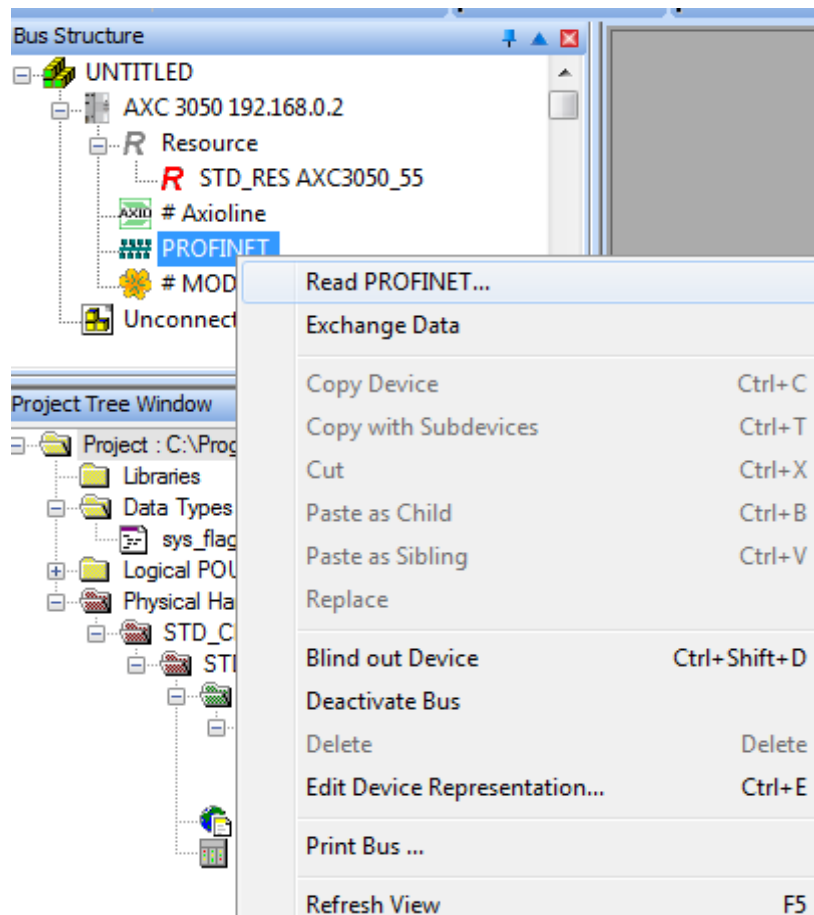 Bus Structure
UNTITLED
AXC 3050 192.168.0.2
R Resource
R STD_RES AXC3050_55
AXIO # Axioline
PROFINET
# MOD
Unconnect
Read PROFINET...
Exchange Data
Copy Device Ctrl+C
Copy with Subdevices Ctrl+T
Cut Ctrl+X
Paste as Child Ctrl+B
Paste as Sibling Ctrl+V
Replace
Blind out Device Ctrl+Shift+D
Deactivate Bus
Delete Delete
Edit Device Representation... Ctrl+E
Print Bus ...
Refresh View F5
Project Tree Window
Project : C:\Prog
Libraries
Data Types
sys_flag
Logical POU
Physical Ha
STD_C
STD